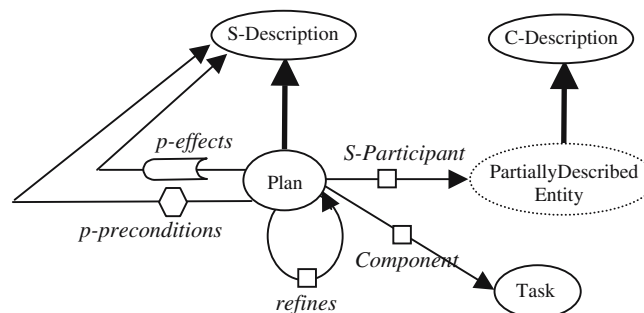 S-Description
C-Description
p-effects
S-Participant
Plan
PartiallyDescribed
Entity
p-preconditions
Component
refines
Task